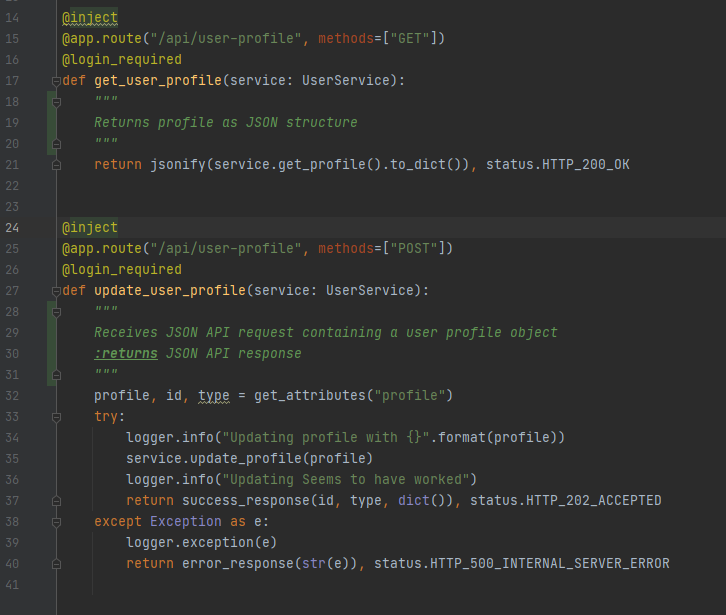 14 @inject
15 @app.route("/api/user-profile", methods=["GET"])
16 @login_required
17 def get_user_profile(service: UserService):
18     """
19     Returns profile as JSON structure
20     """
21     return jsonify(service.get_profile().to_dict()), status.HTTP_200_OK
22
23
24 @inject
25 @app.route("/api/user-profile", methods=["POST"])
26 @login_required
27 def update_user_profile(service: UserService):
28     """
29     Receives JSON API request containing a user profile object
30     :returns JSON API response
31     """
32     profile, id, type = get_attributes("profile")
33     try:
34         logger.info("Updating profile with {}".format(profile))
35         service.update_profile(profile)
36         logger.info("Updating Seems to have worked")
37         return success_response(id, type, dict()), status.HTTP_202_ACCEPTED
38     except Exception as e:
39         logger.exception(e)
40         return error_response(str(e)), status.HTTP_500_INTERNAL_SERVER_ERROR
41